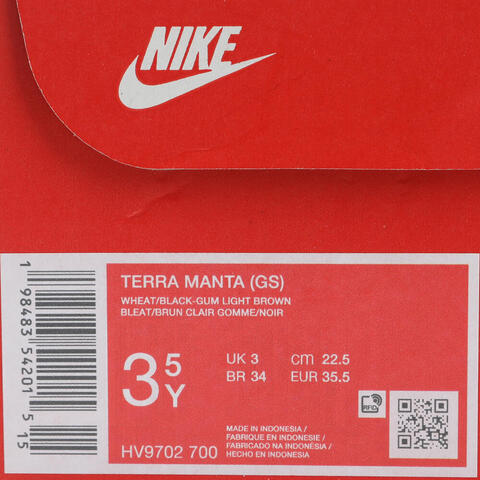 NIKE
TERRA MANTA (GS)
WHEAT/BLACK-GUM LIGHT BROWN
BLEAT/BRUN CLAIR GOMME/NOIR
3 5 Y
UK 3 cm 22.5
BR 34 EUR 35.5
RFID
MADE IN INDONESIA /
FABRIQUE EN INDONESIE /
FABRICADO NA INDONÉSIA /
HECHO EN INDONESIA
HV9702 700
1 98483 54201 5 15